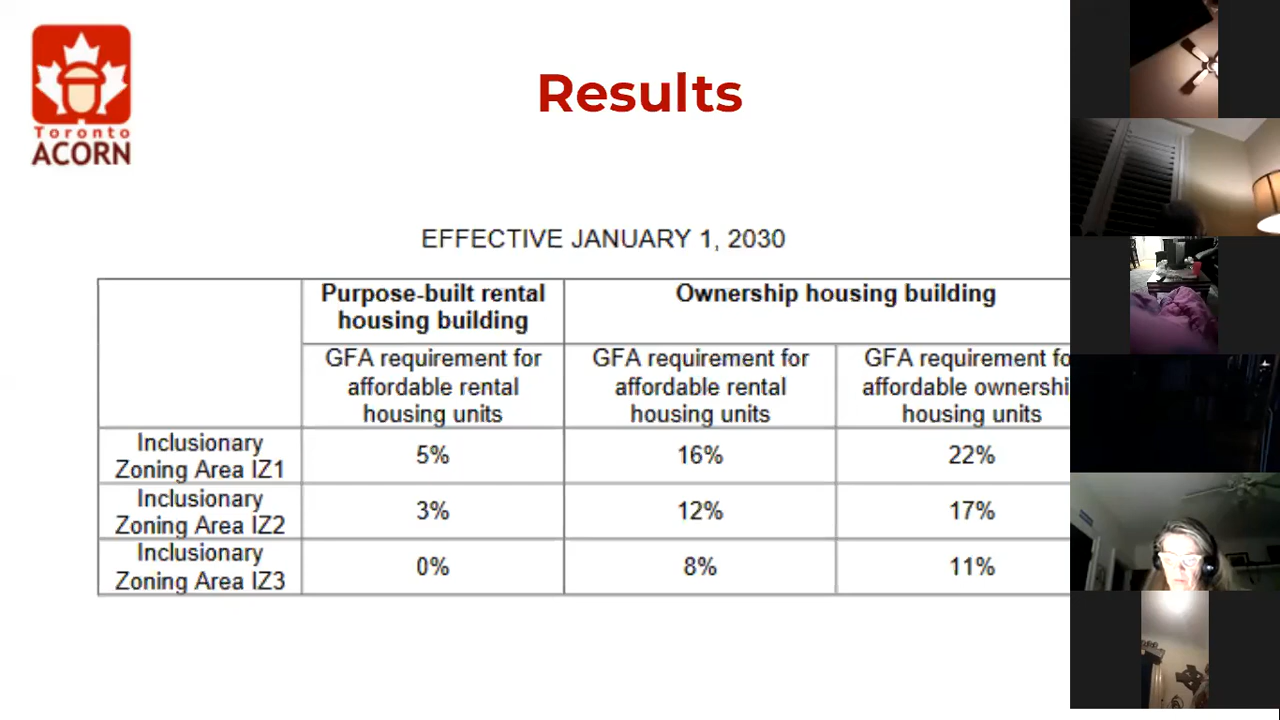 Toronto
ACORN
Results
EFFECTIVE JANUARY 1, 2030
Purpose-built rental
housing building
Ownership housing building
GFA requirement for
affordable rental
housing units
GFA requirement for
affordable rental
housing units
GFA requirement fo
affordable ownershi
housing units
Inclusionary
Zoning Area IZ1
5%
16%
22%
Inclusionary
Zoning Area IZ2
3%
12%
17%
Inclusionary
Zoning Area IZ3
0%
8%
11%